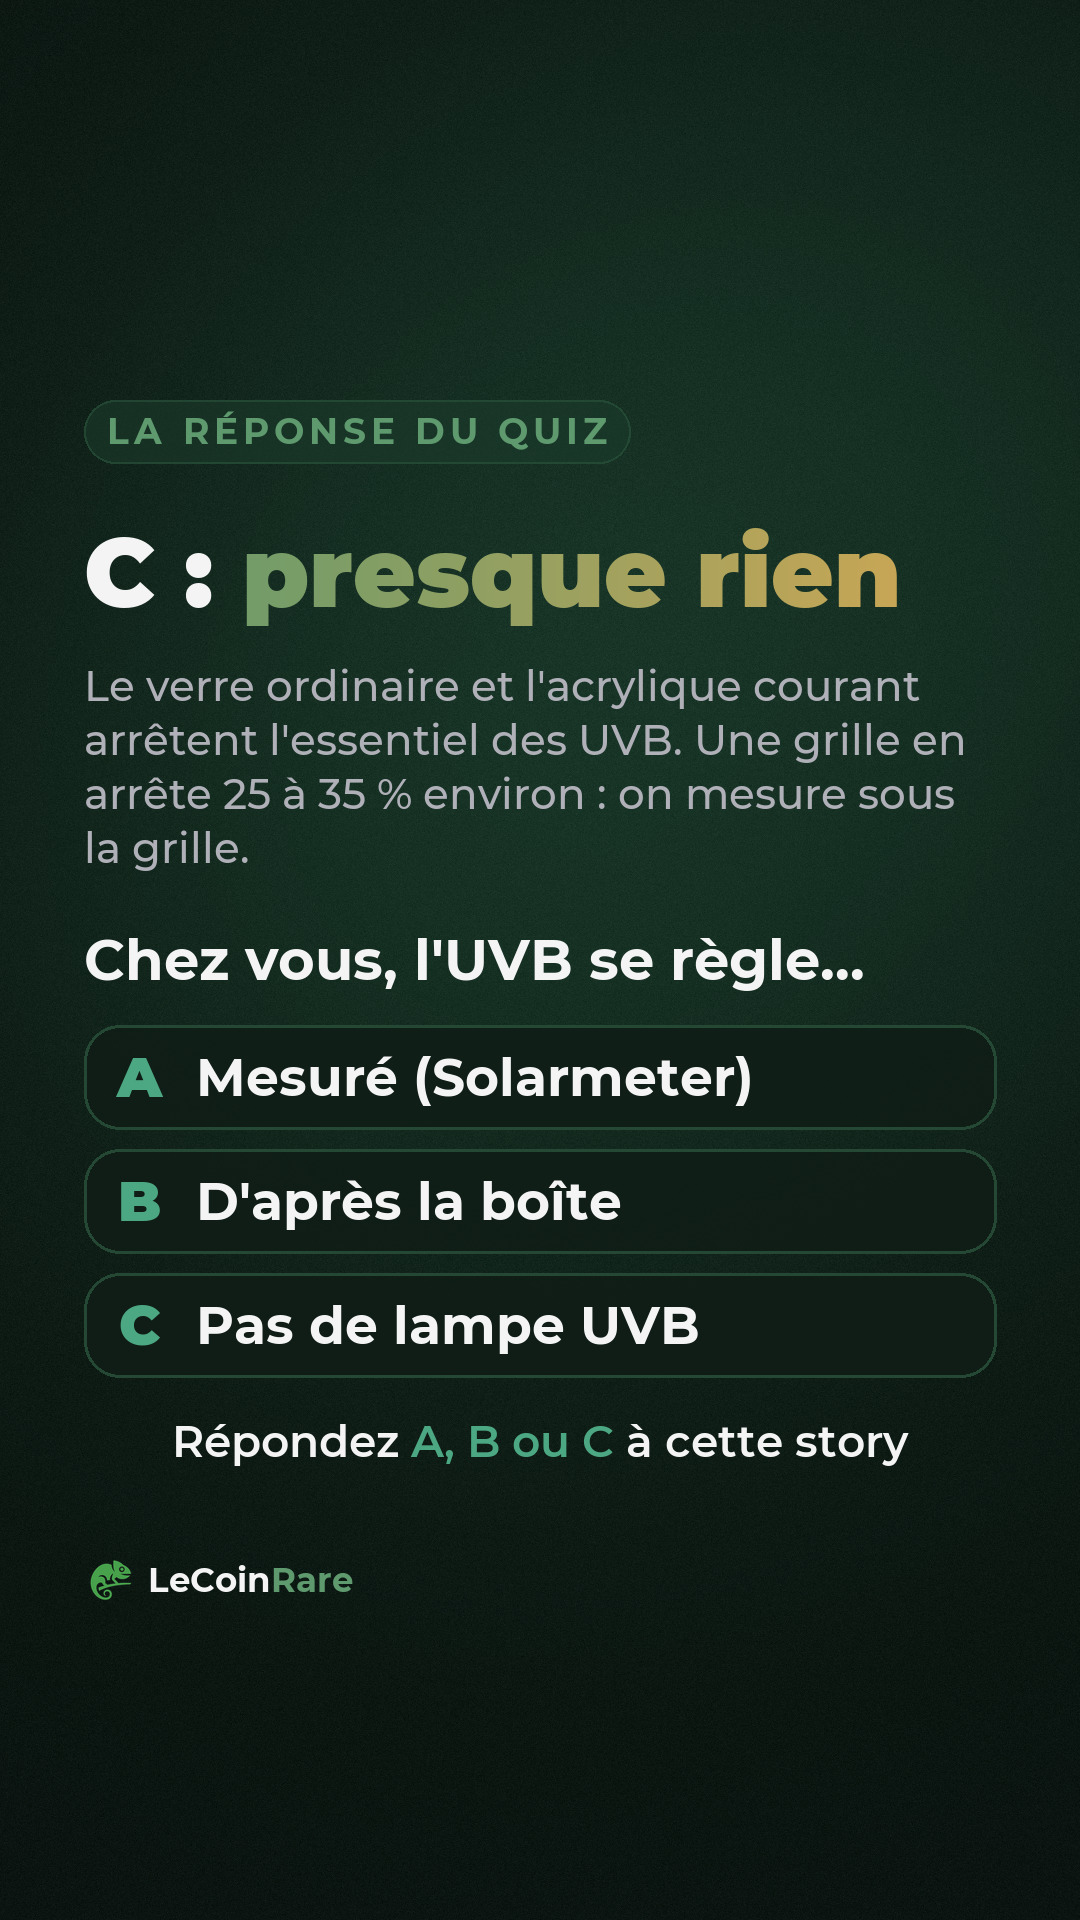 LA RÉPONSE DU QUIZ
C : presque rien
Le verre ordinaire et l'acrylique courant
arrêtent l'essentiel des UVB. Une grille en
arrête 25 à 35 % environ : on mesure sous
la grille.
Chez vous, l'UVB se règle...
A Mesuré (Solarmeter)
B D'après la boîte
C Pas de lampe UVB
Répondez A, B ou C à cette story
LeCoinRare